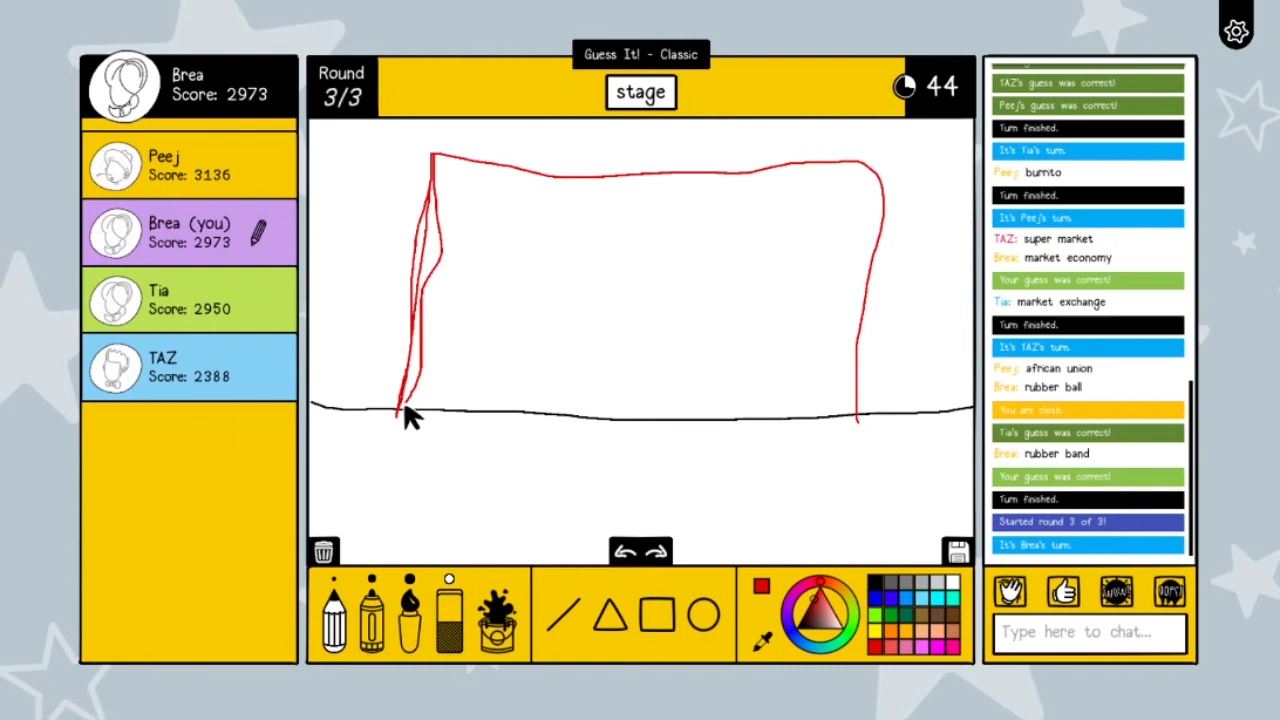 Guess It! - Classic
Brea
Score: 2973
Round
3/3
stage
44
Peej
Score: 3136
Brea (you)
Score: 2973
Tia
Score: 2950
TAZ
Score: 2388
TAZ's guess was correct!
Peej's guess was correct!
Turn finished.
It's Tia's turn.
Peej: burrito
Turn finished.
It's Peej's turn.
TAZ: super market
Brea: market economy
Your guess was correct!
Tia: market exchange
Turn finished.
It's TAZ's turn.
Peej: african union
Brea: rubber ball
You are close.
Tia's guess was correct!
Brea: rubber band
Your guess was correct!
Turn finished.
Started round 3 of 3!
It's Brea's turn.
WOW!
Type here to chat...